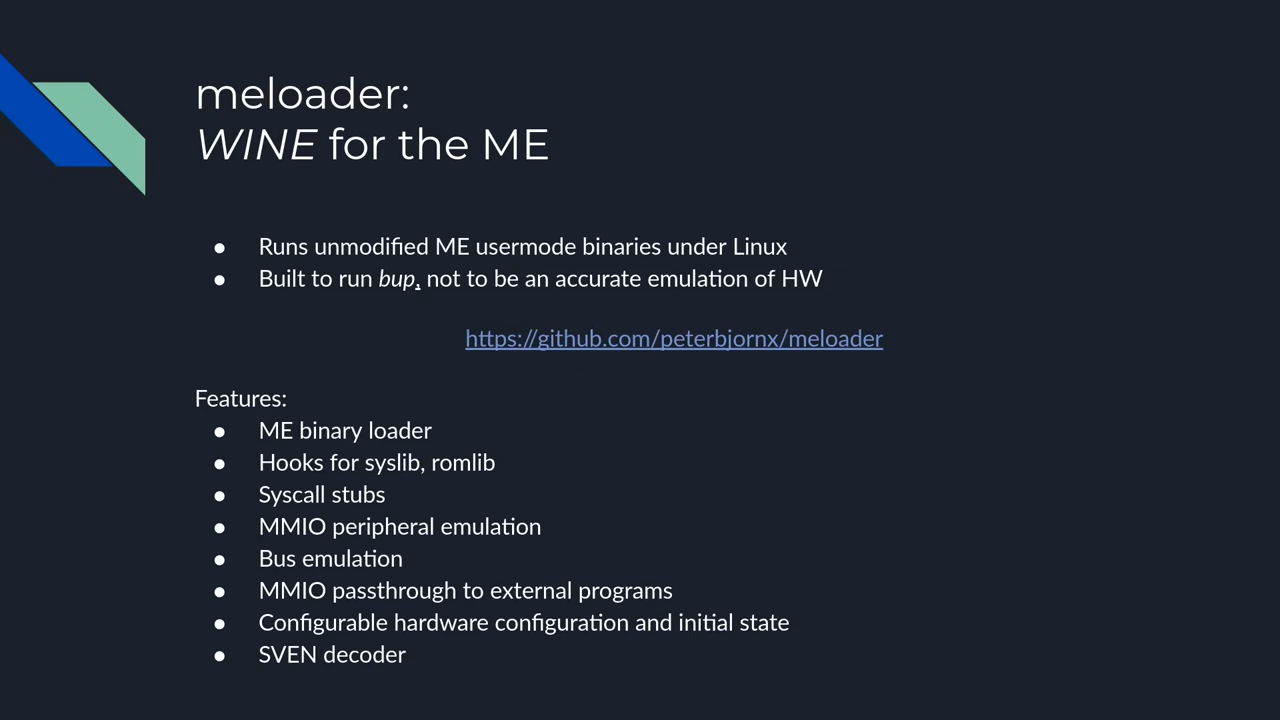 meloader:
WINE for the ME
● Runs unmodified ME usermode binaries under Linux
● Built to run bup, not to be an accurate emulation of HW
https://github.com/peterbjornx/meloader
Features:
● ME binary loader
● Hooks for syslib, romlib
● Syscall stubs
● MMIO peripheral emulation
● Bus emulation
● MMIO passthrough to external programs
● Configurable hardware configuration and initial state
● SVEN decoder